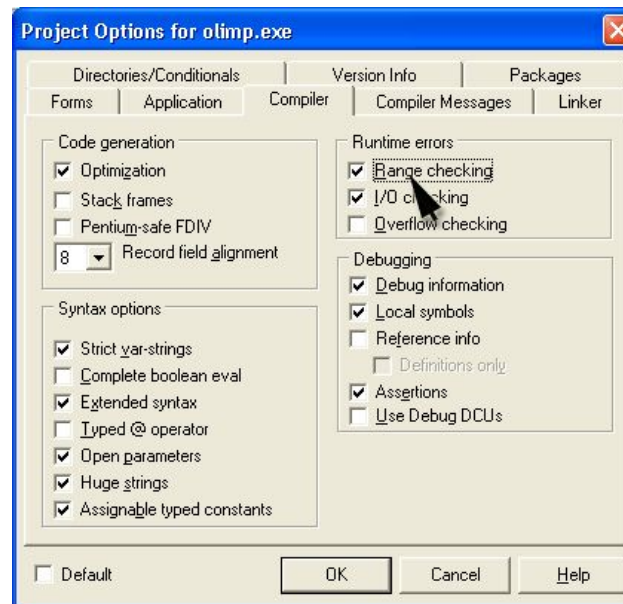 Project Options for olimp.exe
Directories/Conditionals
Version Info
Packages
Forms
Application
Compiler
Compiler Messages
Linker
Code generation
Optimization
Stack frames
Pentium-safe FDIV
8
Record field alignment
Syntax options
Strict var-strings
Complete boolean eval
Extended syntax
Typed @ operator
Open parameters
Huge strings
Assignable typed constants
Runtime errors
Range checking
I/O checking
Overflow checking
Debugging
Debug information
Local symbols
Reference info
Definitions only
Assertions
Use Debug DCUs
Default
OK
Cancel
Help